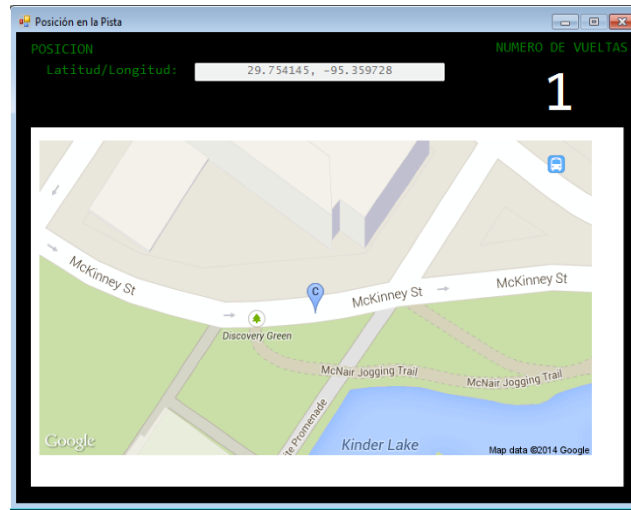 Posición en la Pista
POSICION
NUMERO DE VUELTAS
Latitud/Longitud:
29.754145, -95.359728
1
McKinney St
C
McKinney St
McKinney St
Discovery Green
McNair Jogging Trail
McNair Jogging Trail
Promenade
Kinder Lake
Google
Map data ©2014 Google